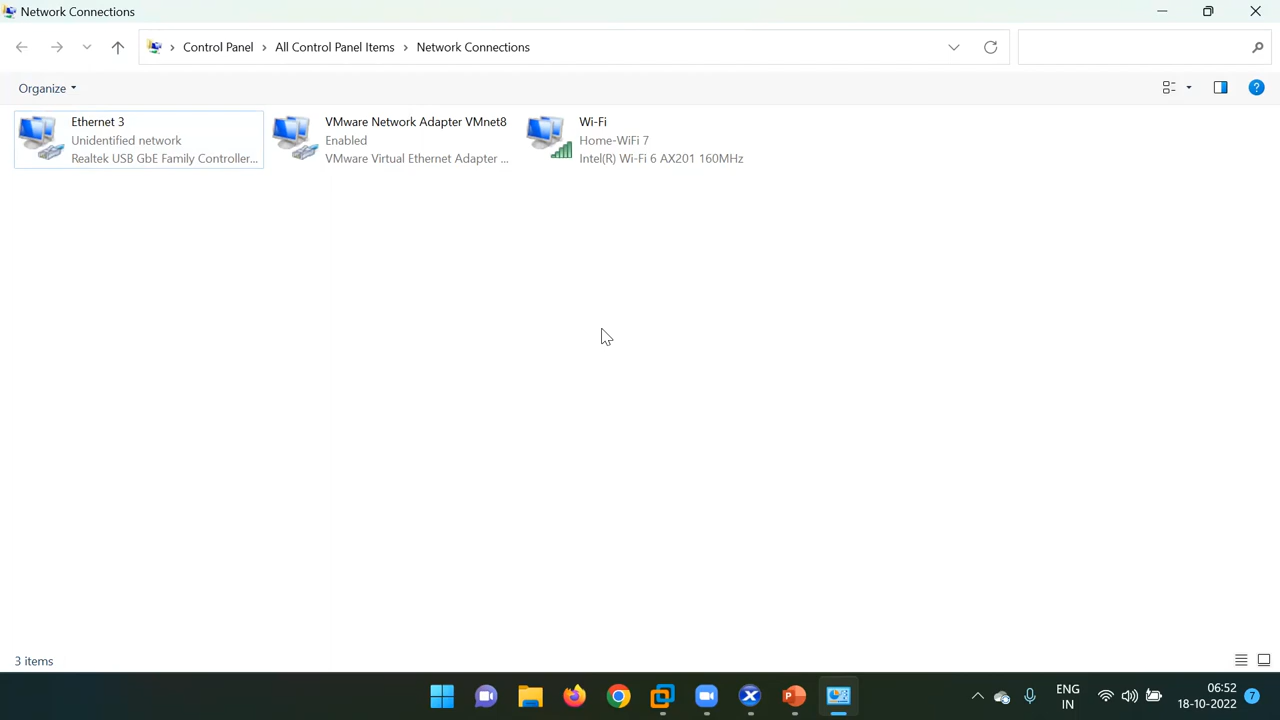 Network Connections
Control Panel
All Control Panel Items
Network Connections
Organize
Ethernet 3
Unidentified network
Realtek USB GbE Family Controller...
VMware Network Adapter VMnet8
Enabled
VMware Virtual Ethernet Adapter ...
Wi-Fi
Home-WiFi 7
Intel(R) Wi-Fi 6 AX201 160MHz
3 items
ENG
IN
06:52
18-10-2022
7